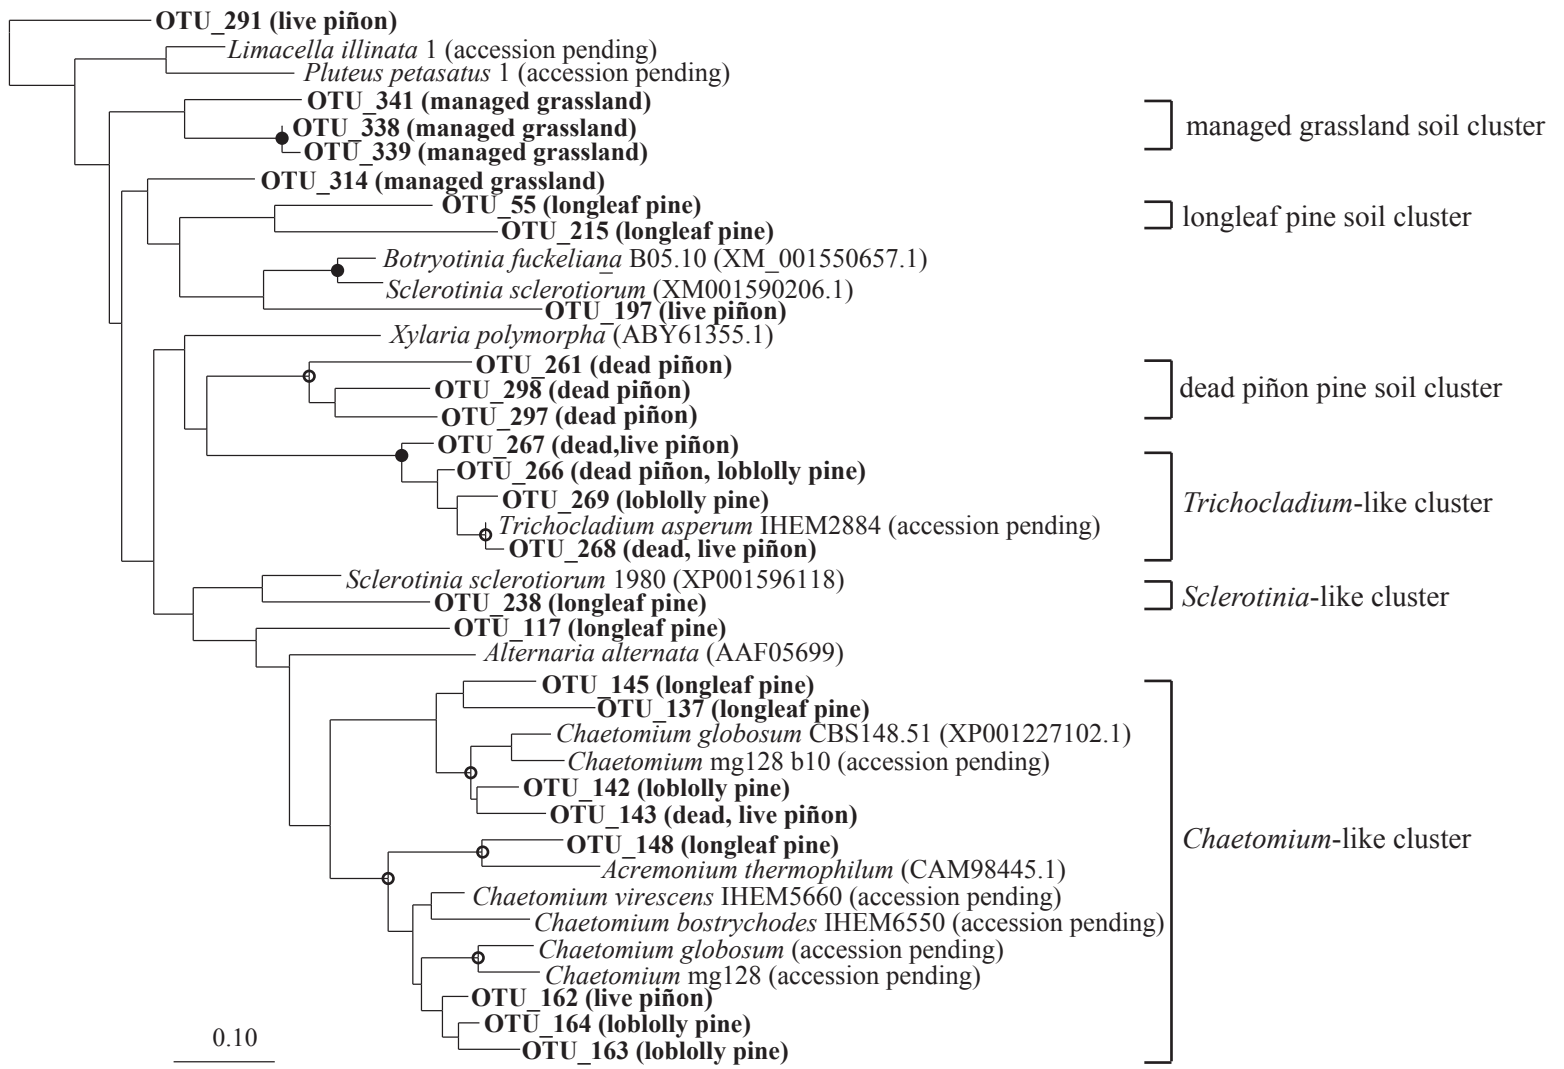 OTU_291 (live piñon)
Limacella illinata 1 (accession pending)
Pluteus petasatus 1 (accession pending)
OTU_341 (managed grassland)
OTU_338 (managed grassland)
managed grassland soil cluster
OTU_339 (managed grassland)
OTU_314 (managed grassland)
OTU_55 (longleaf pine)
longleaf pine soil cluster
OTU_215 (longleaf pine)
Botryotinia fuckeliana B05.10 (XM_001550657.1)
Sclerotinia sclerotiorum (XM001590206.1)
OTU_197 (live piñon)
Xylaria polymorpha (ABY61355.1)
OTU_261 (dead piñon)
OTU_298 (dead piñon)
dead piñon pine soil cluster
OTU_297 (dead piñon)
OTU_267 (dead,live piñon)
OTU_266 (dead piñon, loblolly pine)
OTU_269 (loblolly pine)
Trichocladium-like cluster
Trichocladium asperum IHEM2884 (accession pending)
OTU_268 (dead, live piñon)
Sclerotinia sclerotiorum 1980 (XP001596118)
Sclerotinia-like cluster
OTU_238 (longleaf pine)
OTU_117 (longleaf pine)
Alternaria alternata (AAF05699)
OTU_145 (longleaf pine)
OTU_137 (longleaf pine)
Chaetomium globosum CBS148.51 (XP001227102.1)
Chaetomium mg128 b10 (accession pending)
OTU_142 (loblolly pine)
OTU_143 (dead, live piñon)
OTU_148 (longleaf pine)
Chaetomium-like cluster
Acremonium thermophilum (CAM98445.1)
Chaetomium virescens IHEM5660 (accession pending)
Chaetomium bostrychodes IHEM6550 (accession pending)
Chaetomium globosum (accession pending)
Chaetomium mg128 (accession pending)
OTU_162 (live piñon)
OTU_164 (loblolly pine)
OTU_163 (loblolly pine)
0.10